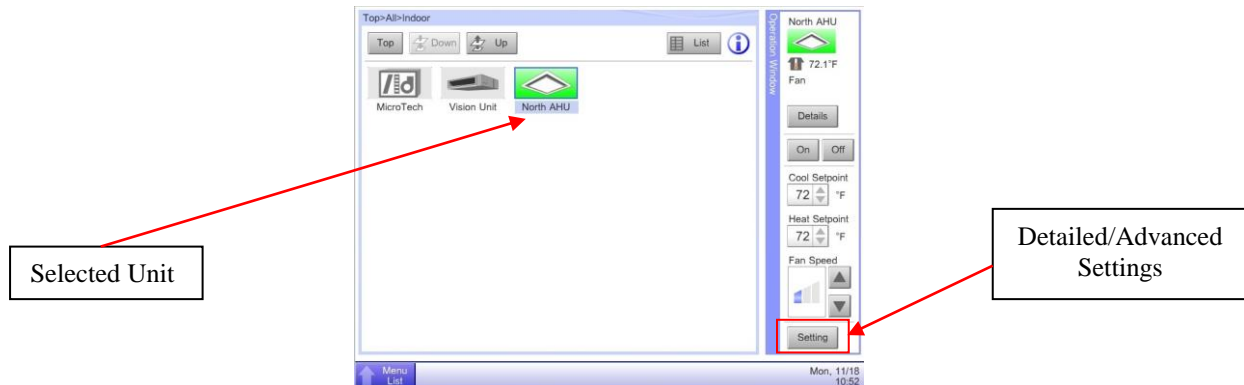 Top>All>Indoor
Top
Down
Up
List
MicroTech
Vision Unit
North AHU
Operation Window
North AHU
72.1°F
Fan
Details
On
Off
Cool Setpoint
72 °F
Heat Setpoint
72 °F
Fan Speed
Setting
Menu
List
Mon, 11/18
10:52
Selected Unit
Detailed/Advanced
Settings